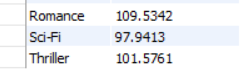 Romance 109.5342
Sci-Fi 97.9413
Thriller 101.5761